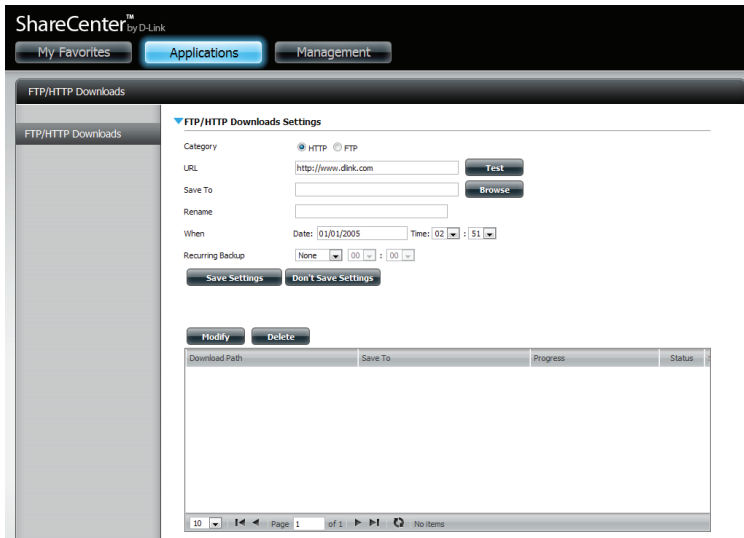 ShareCenter™ by D-Link
My Favorites Applications Management
FTP/HTTP Downloads
FTP/HTTP Downloads
FTP/HTTP Downloads Settings
Category HTTP FTP
URL http://www.dlink.com Test
Save To Browse
Rename
When Date: 01/01/2005 Time: 02 : 51
Recurring Backup None 00 : 00
Save Settings Don't Save Settings
Modify Delete
Download Path Save To Progress Status
10 Page 1 of 1 No items